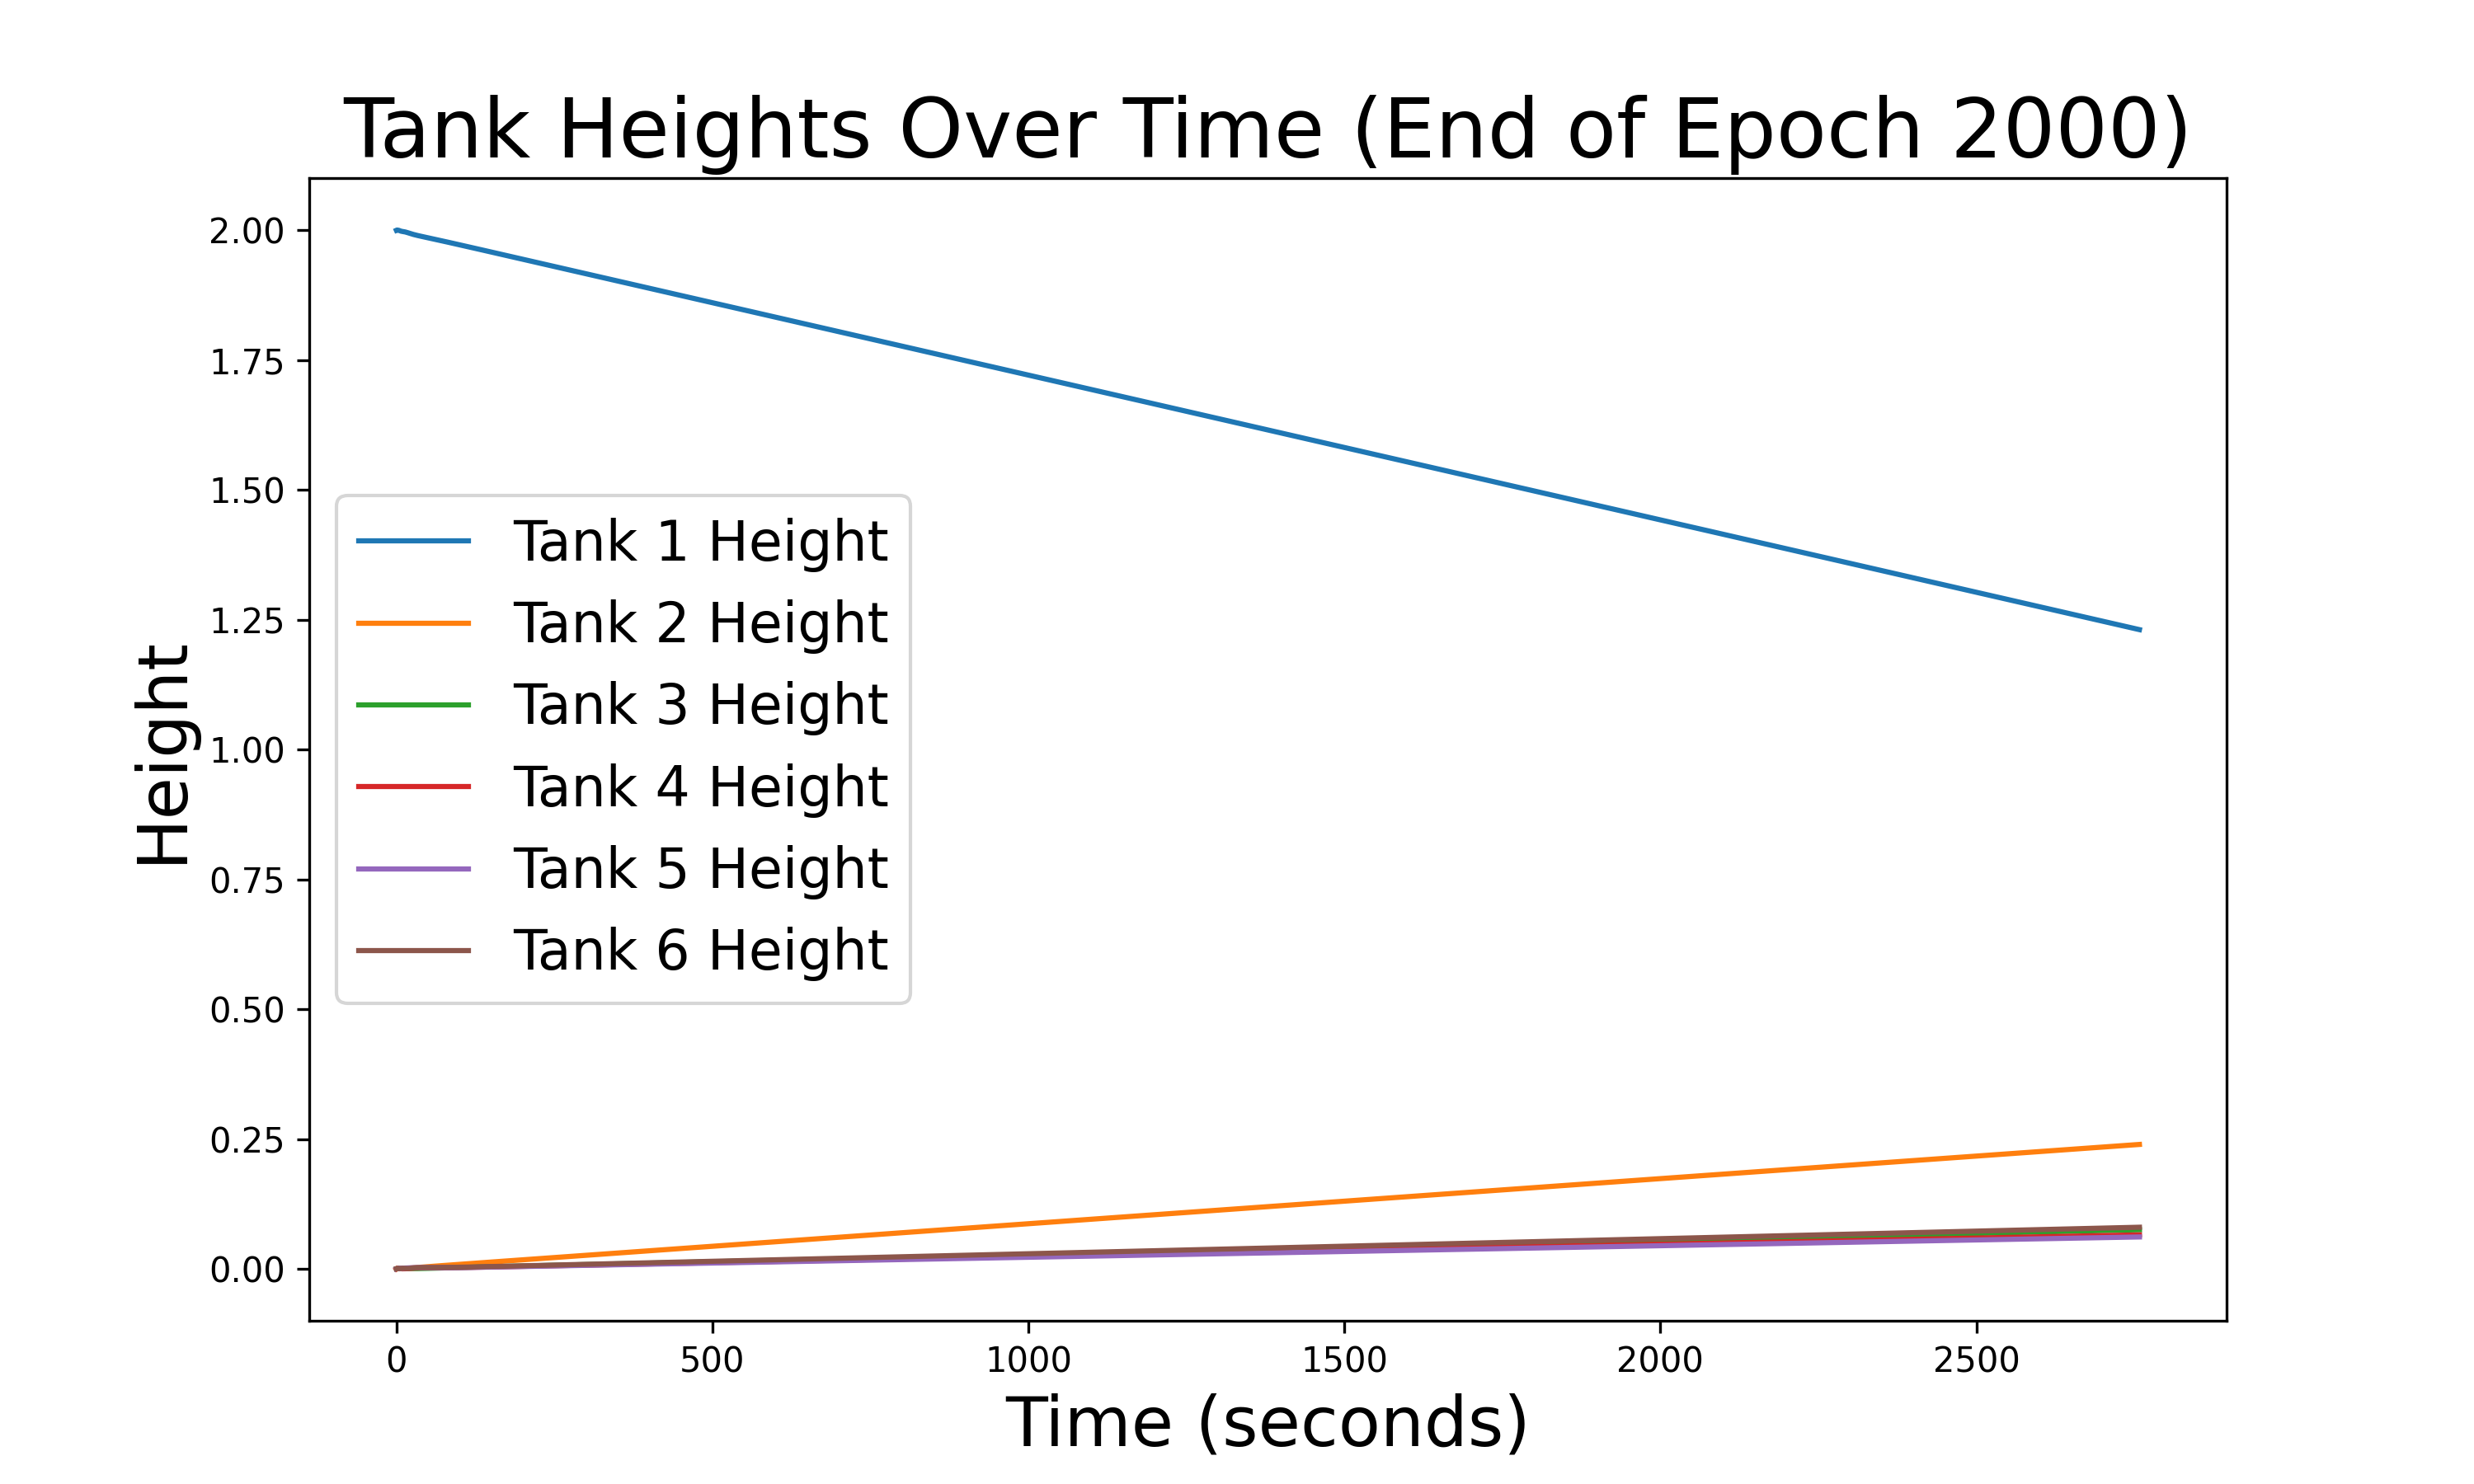 Tank Heights Over Time (End of Epoch 2000)
2.00
1.75
1.50
1.25
1.00
0.75
0.50
0.25
0.00
Height
Tank 1 Height
Tank 2 Height
Tank 3 Height
Tank 4 Height
Tank 5 Height
Tank 6 Height
0 500 1000 1500 2000 2500
Time (seconds)